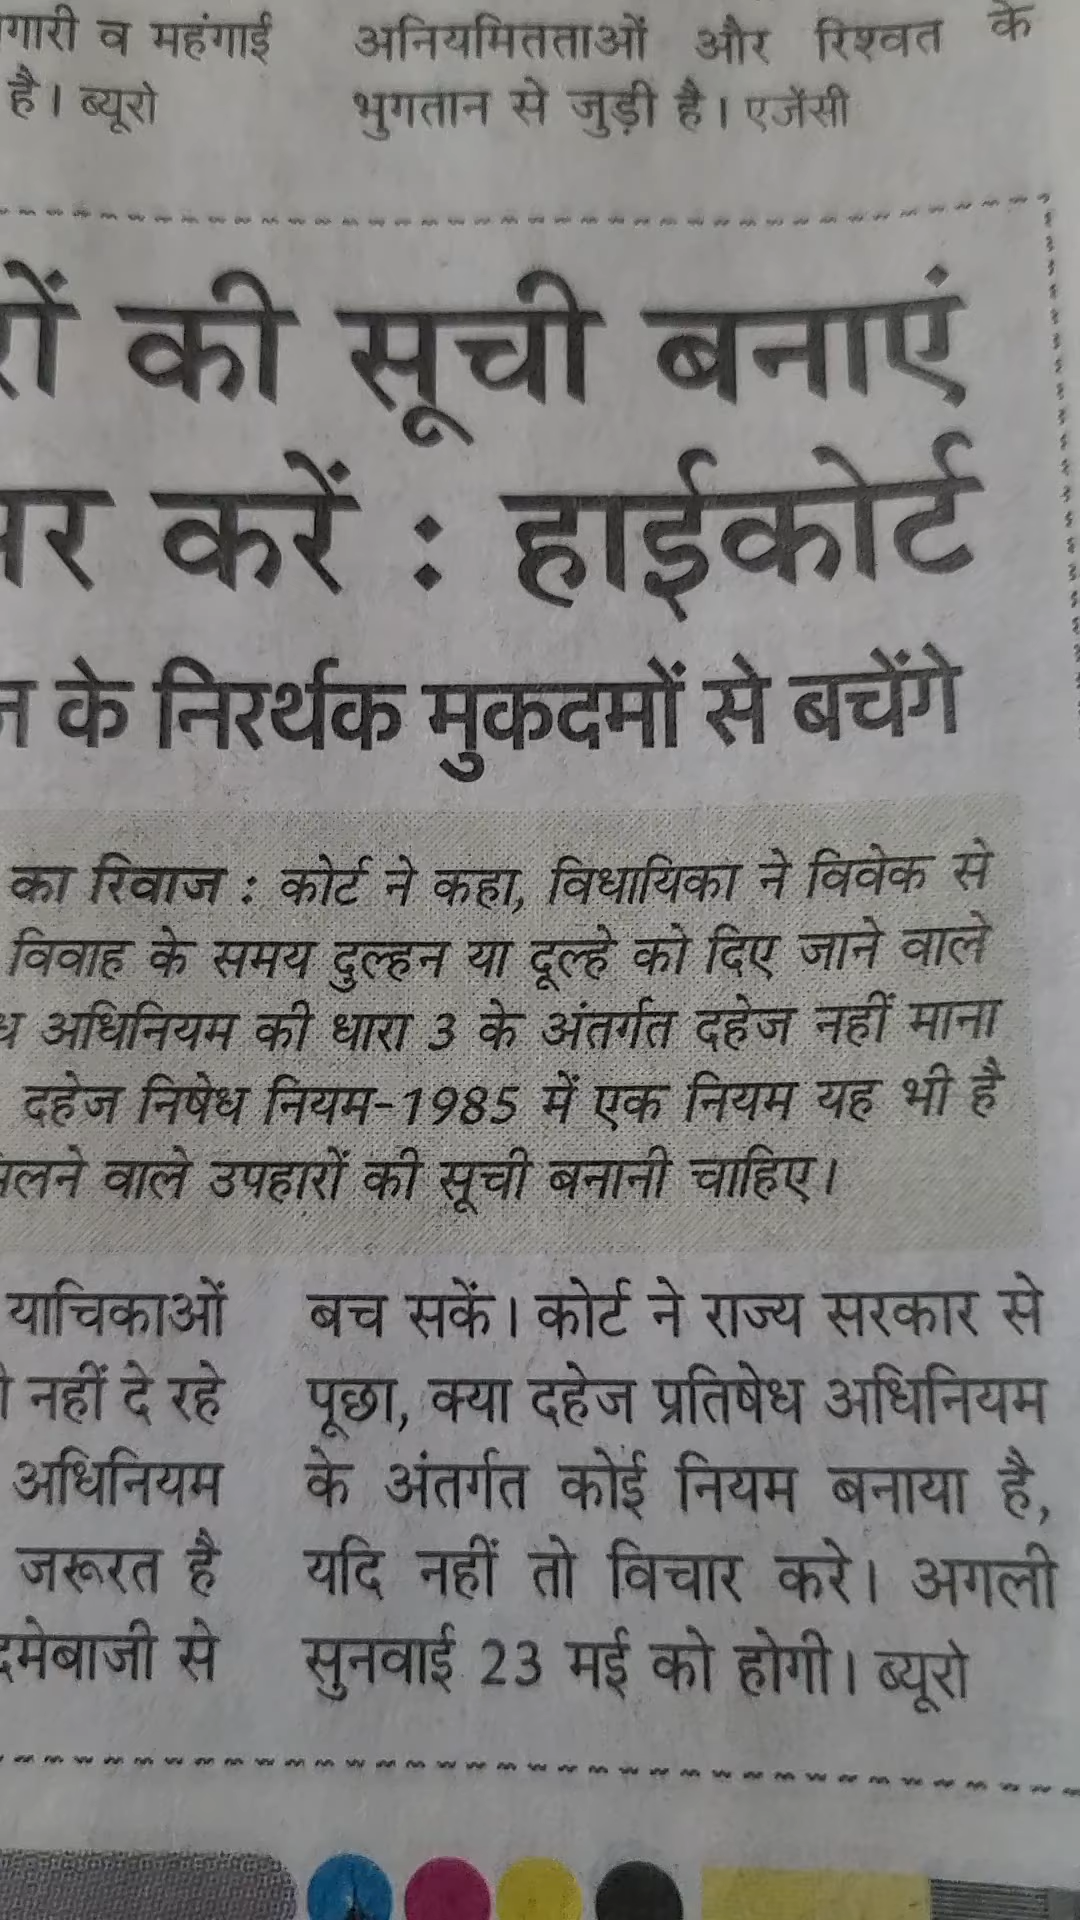 व महंगाई
है। ब्यूरो
अनियमितताओं और रिश्वत के
भुगतान से जुड़ी है। एजेंसी
की सूची बनाएं
करें : हाईकोर्ट
के निरर्थक मुकदमों से बचेंगे
का रिवाज : कोर्ट ने कहा, विधायिका ने विवेक से
विवाह के समय दुल्हन या दूल्हे को दिए जाने वाले
अधिनियम की धारा 3 के अंतर्गत दहेज नहीं माना
दहेज निषेध नियम-1985 में एक नियम यह भी है
वाले उपहारों की सूची बनानी चाहिए।
याचिकाओं
नहीं दे रहे
अधिनियम
जरूरत है
से
बच सकें। कोर्ट ने राज्य सरकार से
पूछा, क्या दहेज प्रतिषेध अधिनियम
के अंतर्गत कोई नियम बनाया है,
यदि नहीं तो विचार करे। अगली
सुनवाई 23 मई को होगी। ब्यूरो